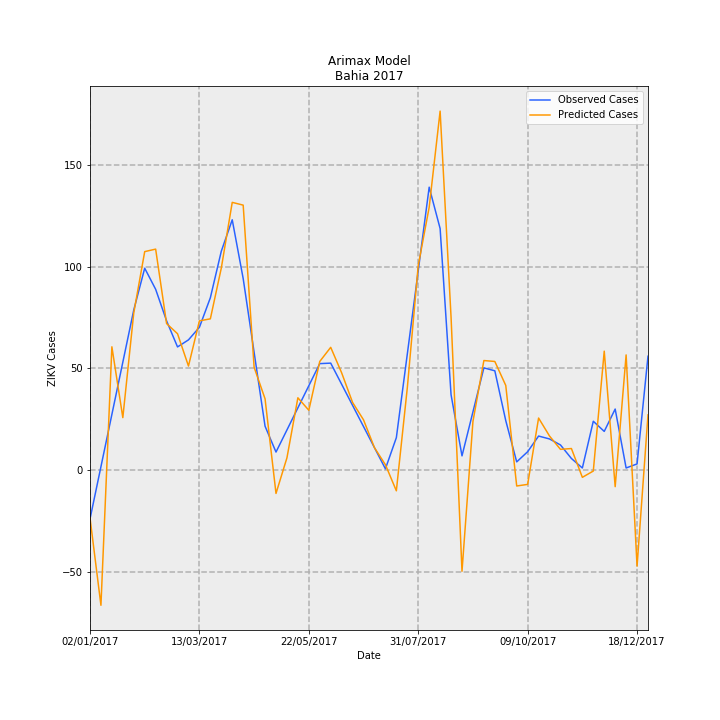 Arimax Model
Bahia 2017
Observed Cases
Predicted Cases
ZIKV Cases
150
100
50
0
−50
02/01/2017
13/03/2017
22/05/2017
31/07/2017
09/10/2017
18/12/2017
Date